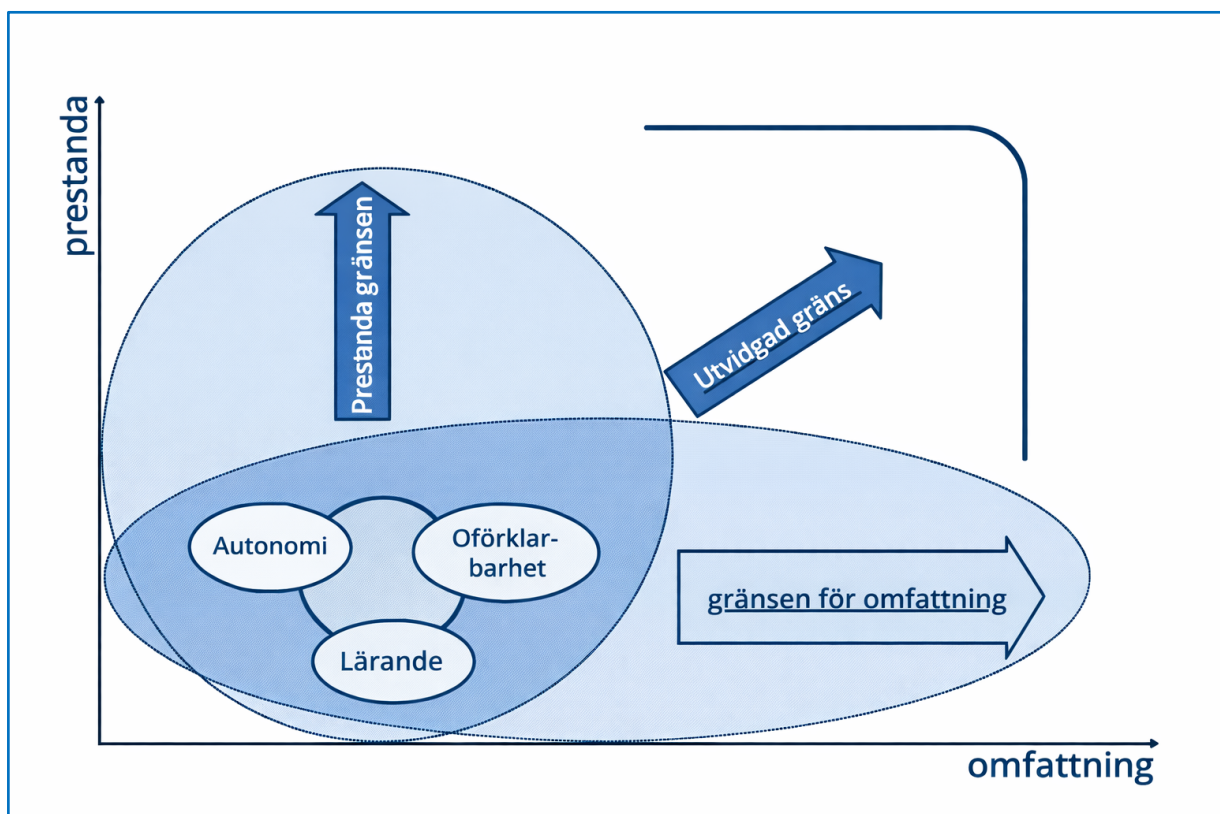 prestanda
Prestanda gränsen
Utvidgad gräns
Autonomi
Oförklar-
barhet
Lärande
gränsen för omfattning
omfattning